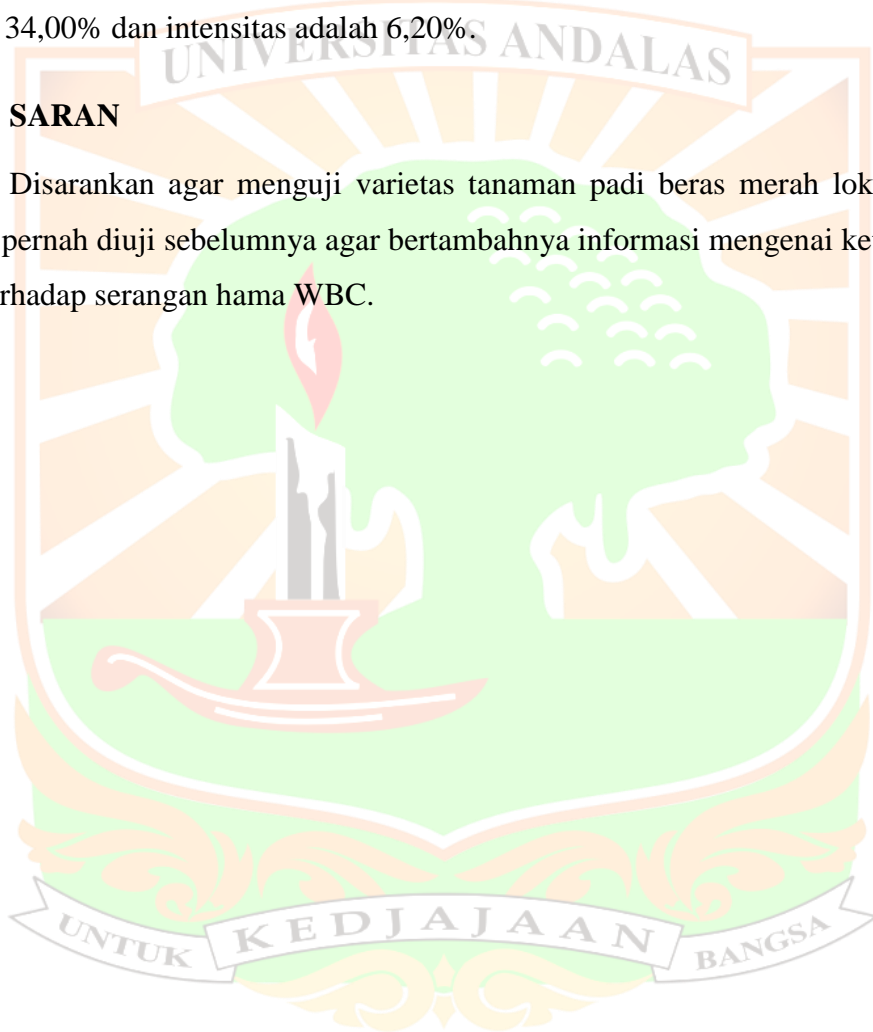 34,00% dan intensitas adalah 6,20%.
UNIVERSITAS ANDALAS
SARAN
Disarankan agar menguji varietas tanaman padi beras merah lok
pernah diuji sebelumnya agar bertambahnya informasi mengenai ke
rhadap serangan hama WBC.
UNTUK KEDJAJAAN BANGSA